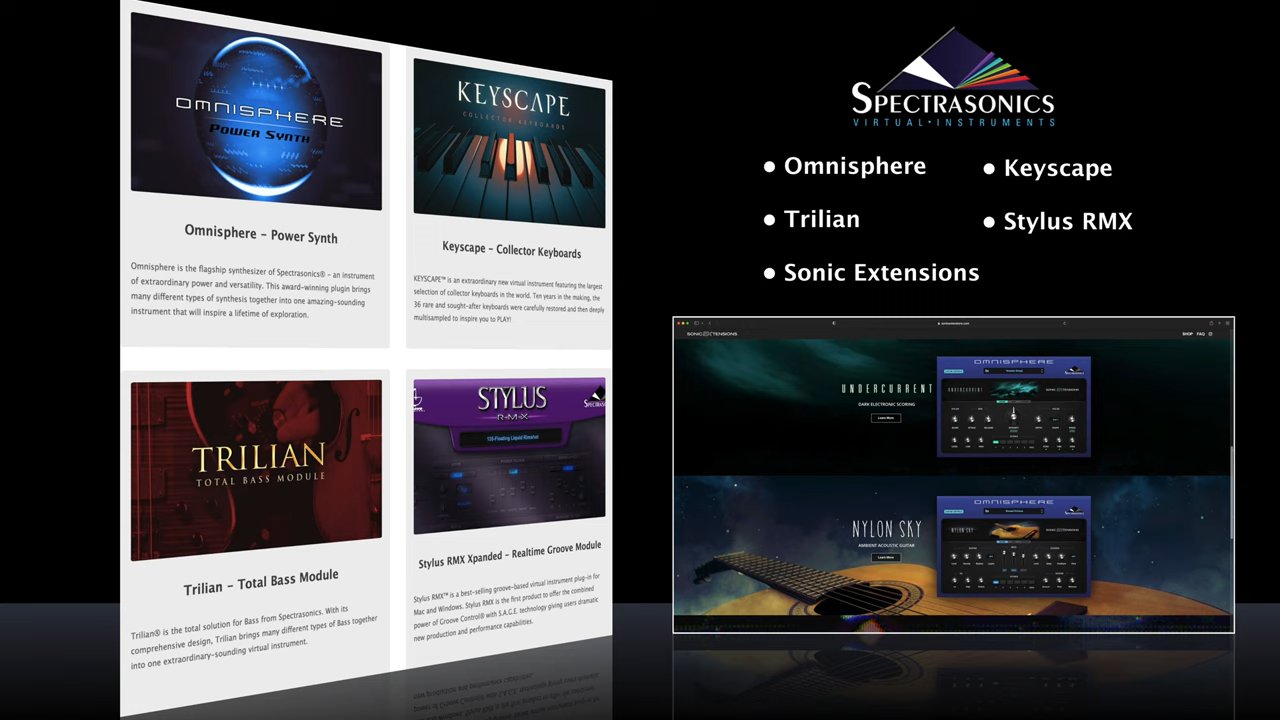 OMNISPHERE
POWER SYNTH
Omnisphere - Power Synth
Omnisphere is the flagship synthesizer of Spectrasonics® - an instrument
of extraordinary power and versatility. This award-winning plugin brings
many different types of synthesis together into one amazing-sounding
instrument that will inspire a lifetime of exploration.
KEYSCAPE
COLLECTOR KEYBOARDS
Keyscape - Collector Keyboards
KEYSCAPE™ is an extraordinary new virtual instrument featuring the largest
selection of collector keyboards in the world. Ten years in the making, the
36 rare and sought-after keyboards were carefully restored and then deeply
multisampled to inspire you to PLAY!
TRILIAN
TOTAL BASS MODULE
Trilian - Total Bass Module
Trilian® is the total solution for Bass from Spectrasonics. With its
comprehensive design, Trilian brings many different types of Bass together
into one extraordinary-sounding virtual instrument.
STYLUS
R·M·X
SPECTRASO
Stylus RMX Xpanded - Realtime Groove Module
Stylus RMX™ is a best-selling groove-based virtual instrument plug-in for
Mac and Windows. Stylus RMX is the first product to offer the combined
power of Groove Control® with S.A.G.E. technology giving users dramatic
new production and performance capabilities.
SPECTRASONICS
VIRTUAL•INSTRUMENTS
• Omnisphere
• Keyscape
• Trilian
• Stylus RMX
• Sonic Extensions
SONIC EXTENSIONS
SHOP FAQ
UNDERCURRENT
DARK ELECTRONIC SCORING
Learn More
OMNISPHERE
UNDERCURRENT
NYLON SKY
AMBIENT ACOUSTIC GUITAR
Learn More
OMNISPHERE
NYLON SKY